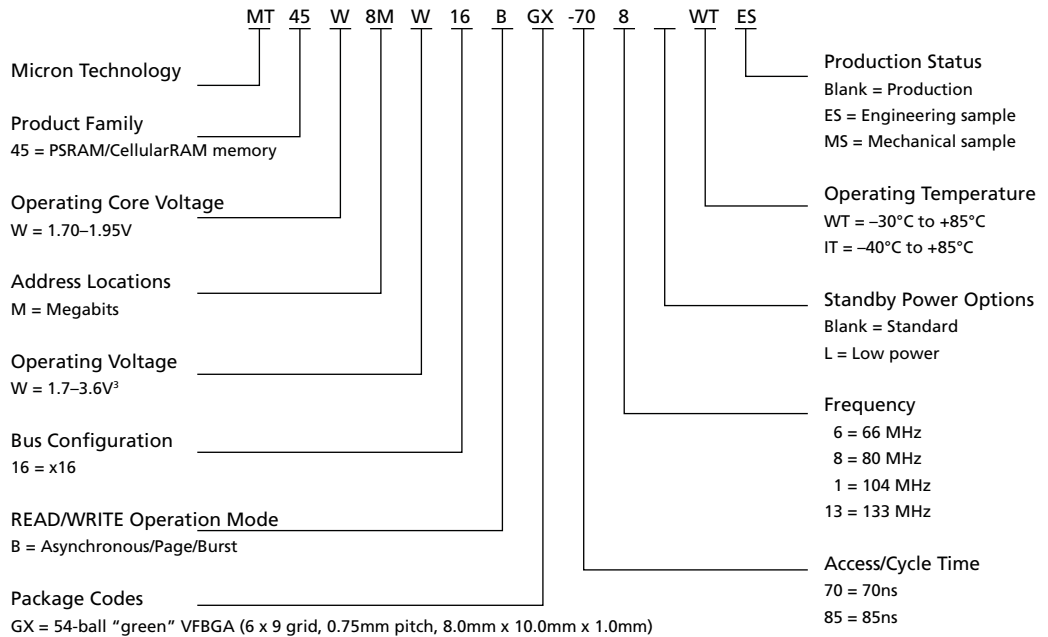 MT 45 W 8M W 16 B GX -70 8 WT ES
Micron Technology
Product Family
45 = PSRAM/CellularRAM memory
Operating Core Voltage
W = 1.70–1.95V
Address Locations
M = Megabits
Operating Voltage
W = 1.7–3.6V³
Bus Configuration
16 = x16
READ/WRITE Operation Mode
B = Asynchronous/Page/Burst
Package Codes
GX = 54-ball “green” VFBGA (6 x 9 grid, 0.75mm pitch, 8.0mm x 10.0mm x 1.0mm)
Production Status
Blank = Production
ES = Engineering sample
MS = Mechanical sample
Operating Temperature
WT = –30°C to +85°C
IT = –40°C to +85°C
Standby Power Options
Blank = Standard
L = Low power
Frequency
6 = 66 MHz
8 = 80 MHz
1 = 104 MHz
13 = 133 MHz
Access/Cycle Time
70 = 70ns
85 = 85ns